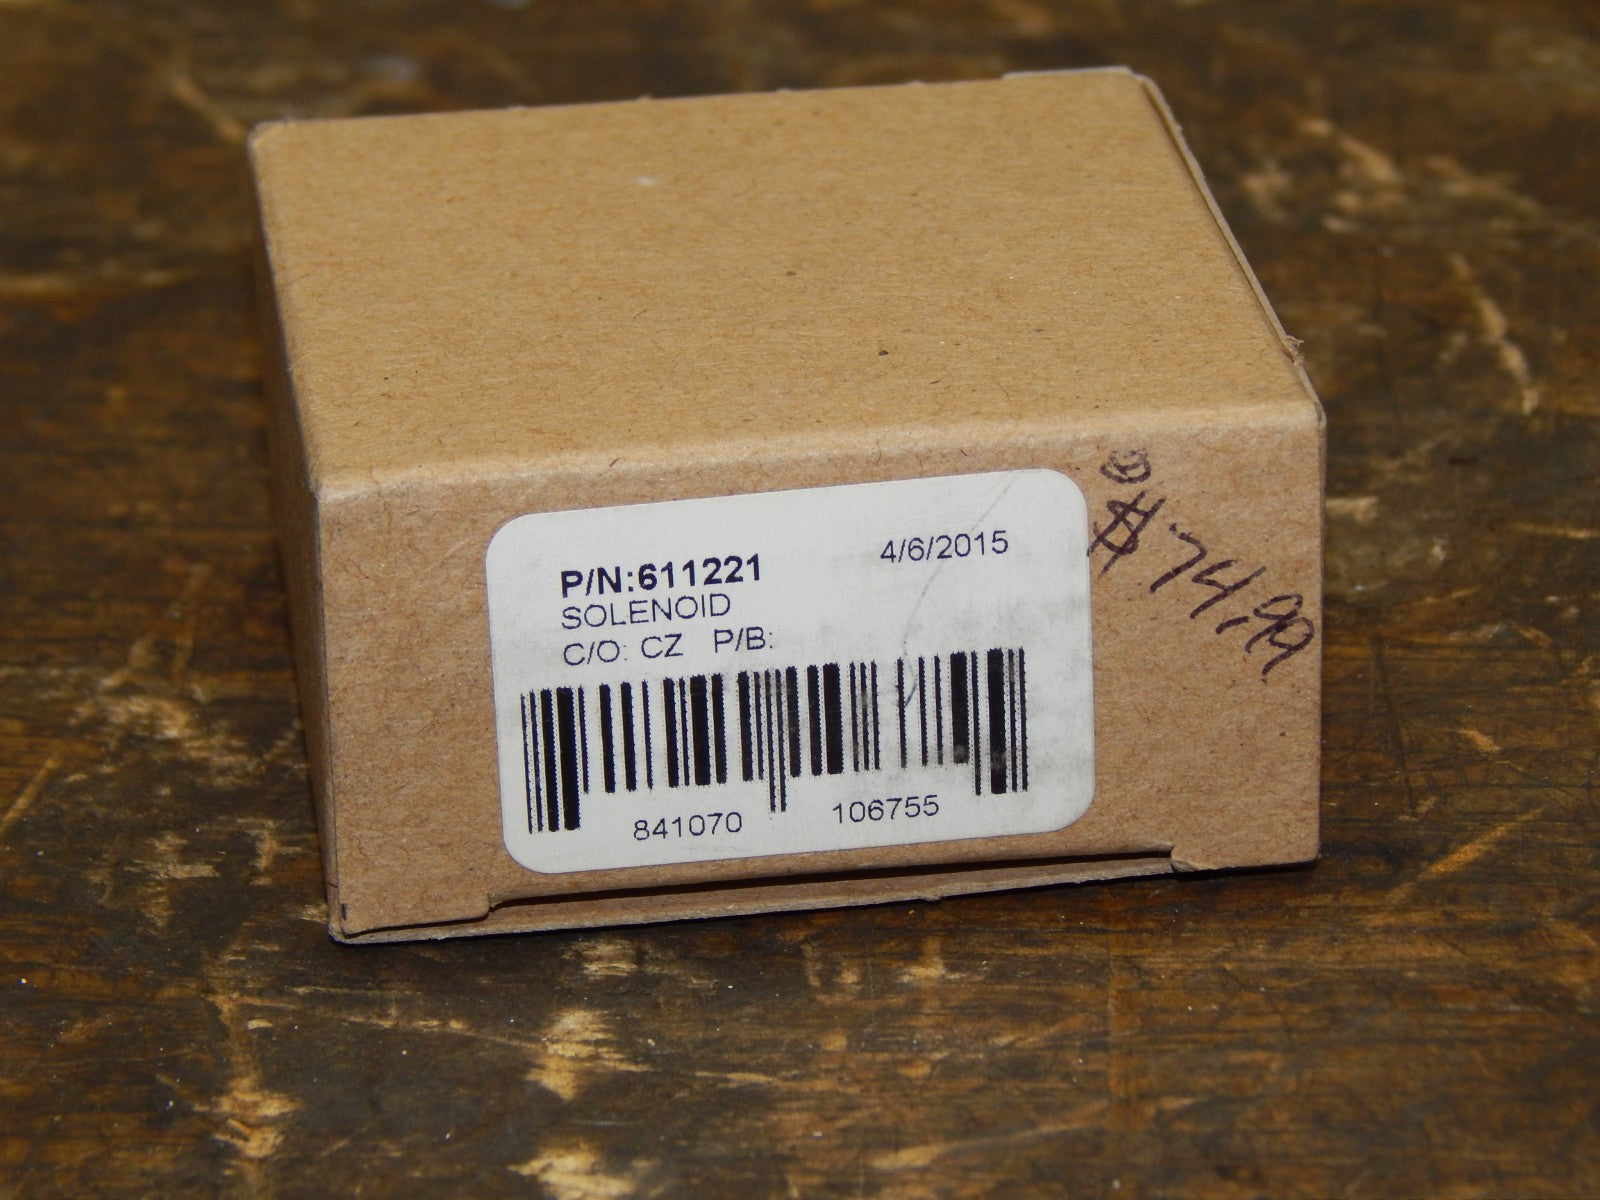 P/N:611221
4/6/2015
SOLENOID
C/O: CZ P/B:
841070 106755
$74.99